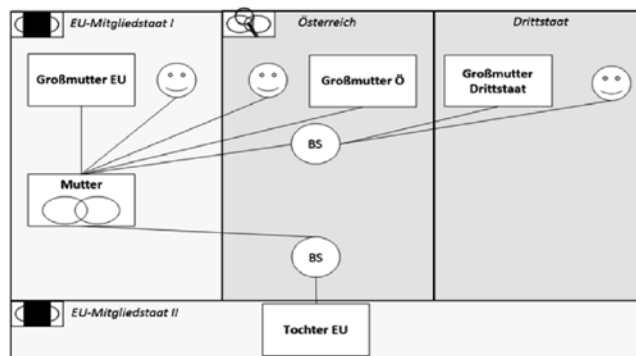 EU-Mitgliedstaat I
Österreich
Drittstaat
Großmutter EU
Großmutter Ö
Großmutter
Drittstaat
BS
Mutter
BS
EU-Mitgliedstaat II
Tochter EU